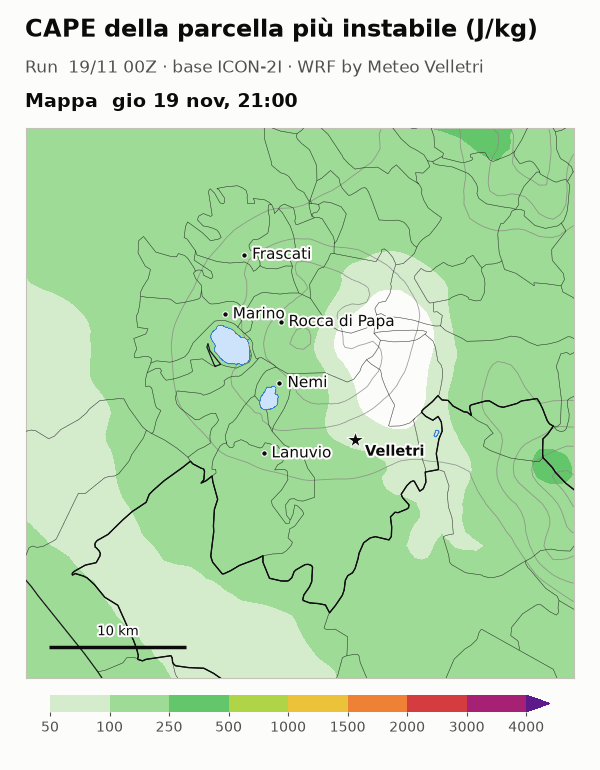 CAPE della parcella più instabile (J/kg)
Run  19/11 00Z · base ICON-2I · WRF by Meteo Velletri
Mappa  gio 19 nov, 21:00
Frascati
Marino
Rocca di Papa
Nemi
Velletri
Lanuvio
10 km
50 100 250 500 1000 1500 2000 3000 4000